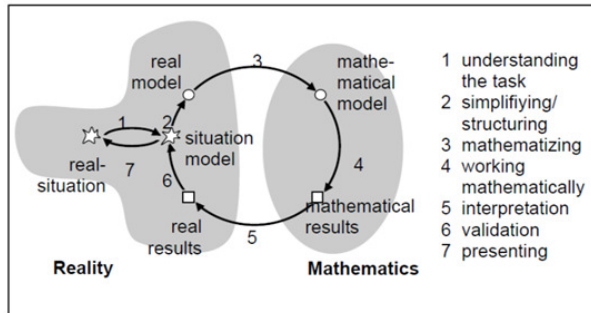 real
model
3
mathe-
matical
model
1
2
situation
model
real-
situation
7
6
4
real
results
mathematical
results
5
Reality
Mathematics
1 understanding
the task
2 simplifiying/
structuring
3 mathematizing
4 working
mathematically
5 interpretation
6 validation
7 presenting